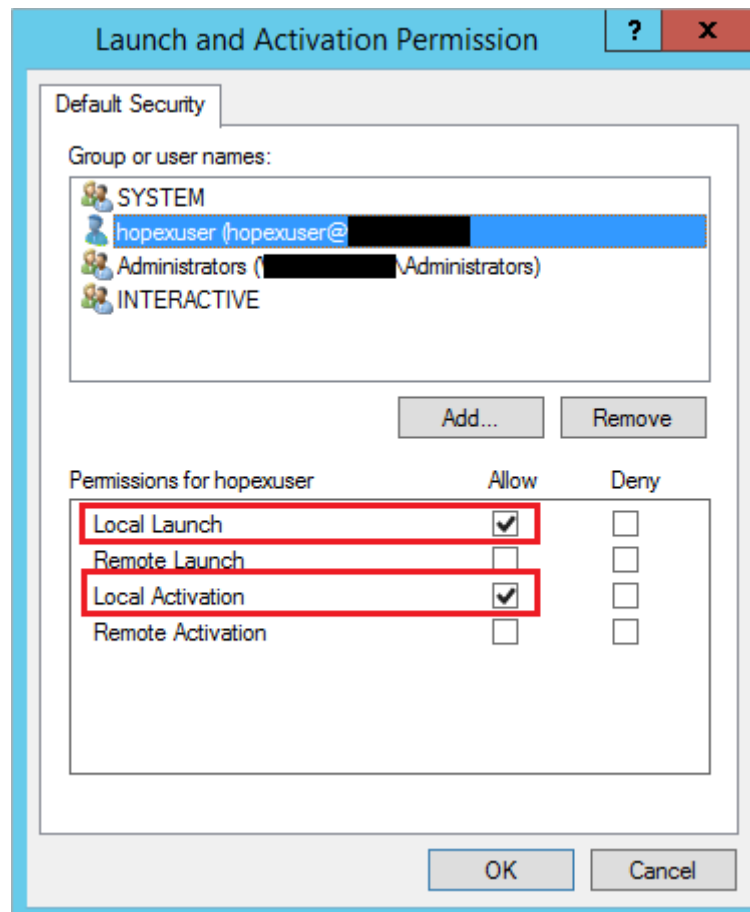 Launch and Activation Permission ? x
Default Security
Group or user names:
SYSTEM
hopexuser (hopexuser@
Administrators (\ \Administrators)
INTERACTIVE
Add... Remove
Permissions for hopexuser Allow Deny
Local Launch
Remote Launch
Local Activation
Remote Activation
OK Cancel